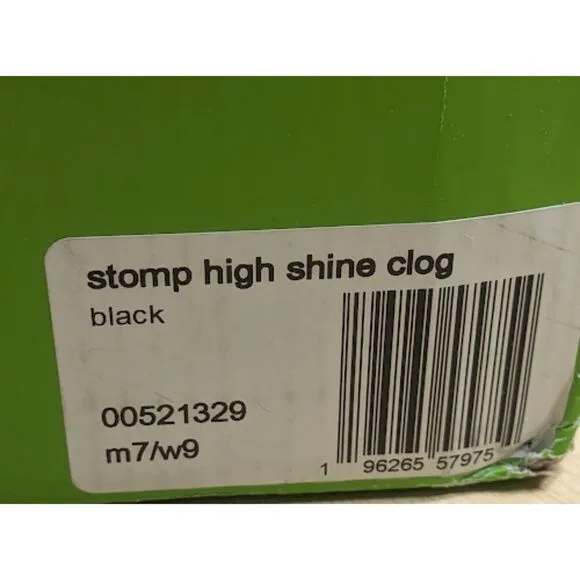 stomp high shine clog
black
00521329
m7/w9
1 96265 57975